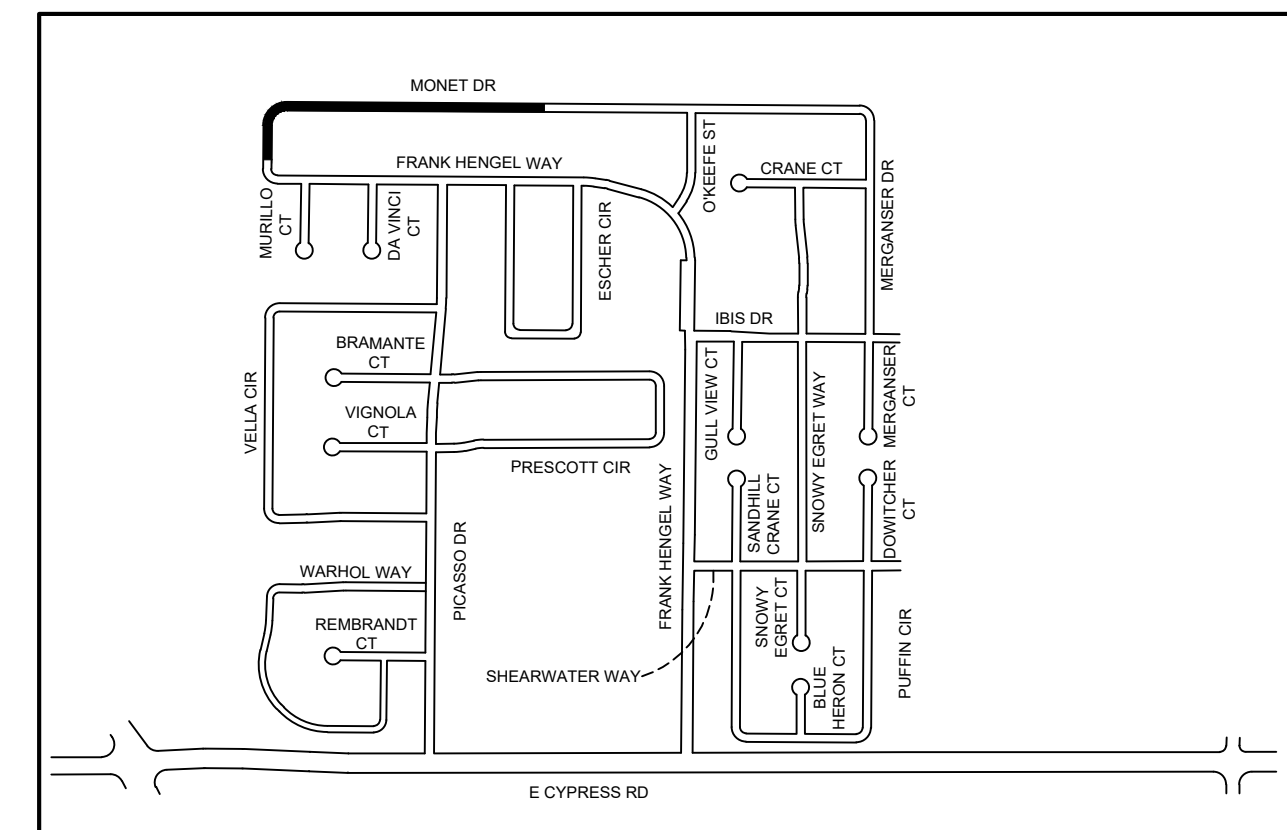 MONET DR
FRANK HENGEL WAY
MURILLO
CT
DA VINCI
CT
ESCHER CIR
O'KEEFE ST
CRANE CT
MERGANSER DR
IBIS DR
BRAMANTE
CT
VELLA CIR
VIGNOLA
CT
PRESCOTT CIR
GULL VIEW CT
SNOWY EGRET WAY
MERGANSER
CT
SANDHILL
CRANE CT
DOWITCHER
CT
PICASSO DR
FRANK HENGEL WAY
WARHOL WAY
REMBRANDT
CT
SHEARWATER WAY
SNOWY
EGRET CT
BLUE
HERON CT
PUFFIN CIR
E CYPRESS RD